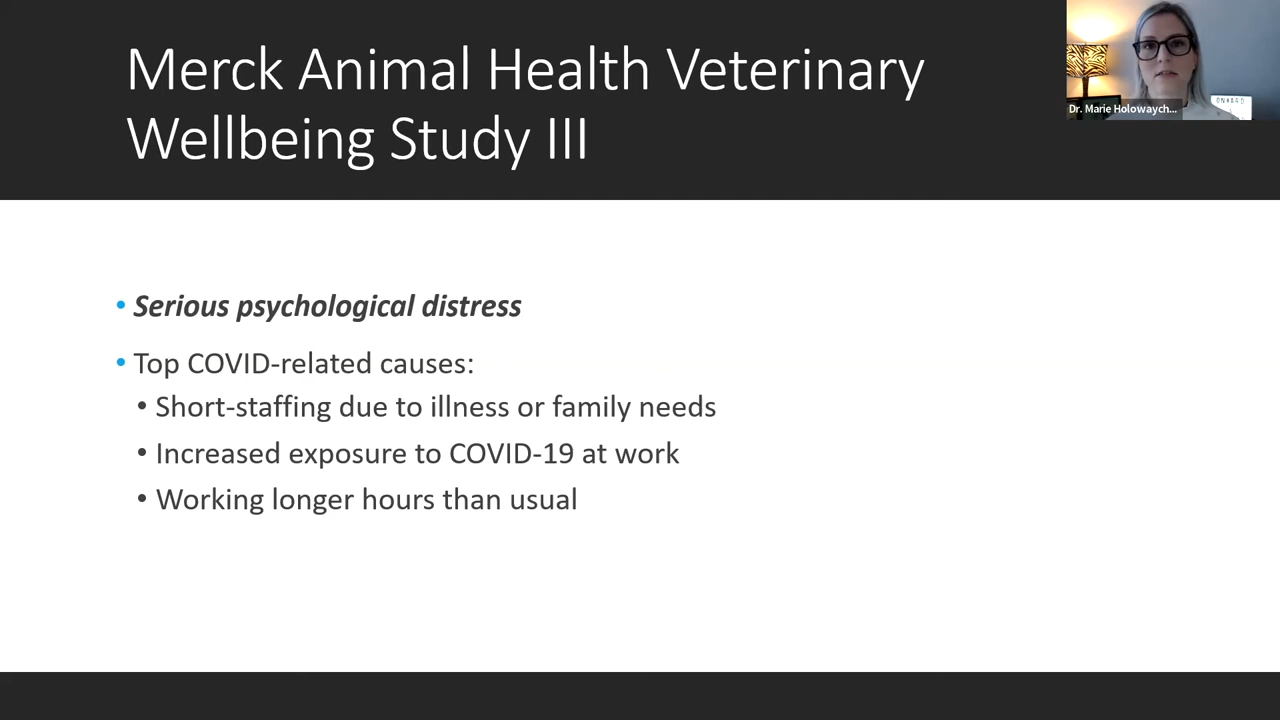 Merck Animal Health Veterinary
Wellbeing Study III
Dr. Marie Holowaych...
• Serious psychological distress
• Top COVID-related causes:
• Short-staffing due to illness or family needs
• Increased exposure to COVID-19 at work
• Working longer hours than usual